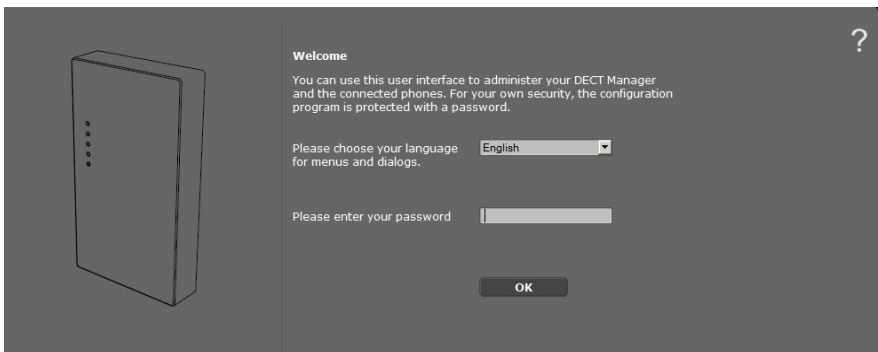 ?
Welcome
You can use this user interface to administer your DECT Manager
and the connected phones. For your own security, the configuration
program is protected with a password.
Please choose your language
English
for menus and dialogs.
Please enter your password
OK